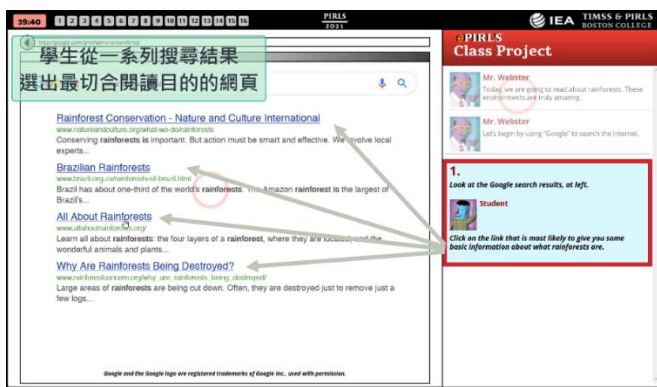 39:40 1 2 3 4 5 6 7 8 9 10 11 12 13 14 15 16
PIRLS
2021
IEA TIMSS & PIRLS
BOSTON COLLEGE
學生從一系列搜尋結果
選出最切合閱讀目的的網頁
Rainforest Conservation - Nature and Culture International
www.natureandculture.org/what-we-do/rainforests
Conserving rainforests is important. But action must be smart and effective. We involve local
experts...
Brazilian Rainforests
Brazil has about one-third of the world's rainforests. The Amazon rainforest is the largest of
Brazil's...
All About Rainforests
www.allaboutrainforests.org/
Learn all about rainforests: the four layers of a rainforest, where they are located, and the
wonderful animals and plants...
Why Are Rainforests Being Destroyed?
www.rainforestconcern.org/why_are_rainforests_being_destroyed/
Large areas of rainforests are being cut down. Often, they are destroyed just to remove just a
few logs...
Google and the Google logo are registered trademarks of Google Inc., used with permission.
ePIRLS
Class Project
Mr. Webster
Today, we are going to read about rainforests. These
environments are truly amazing.
Mr. Webster
Let's begin by using "Google" to search the Internet.
1.
Look at the Google search results, at left.
Student
Click on the link that is most likely to give you some
basic information about what rainforests are.